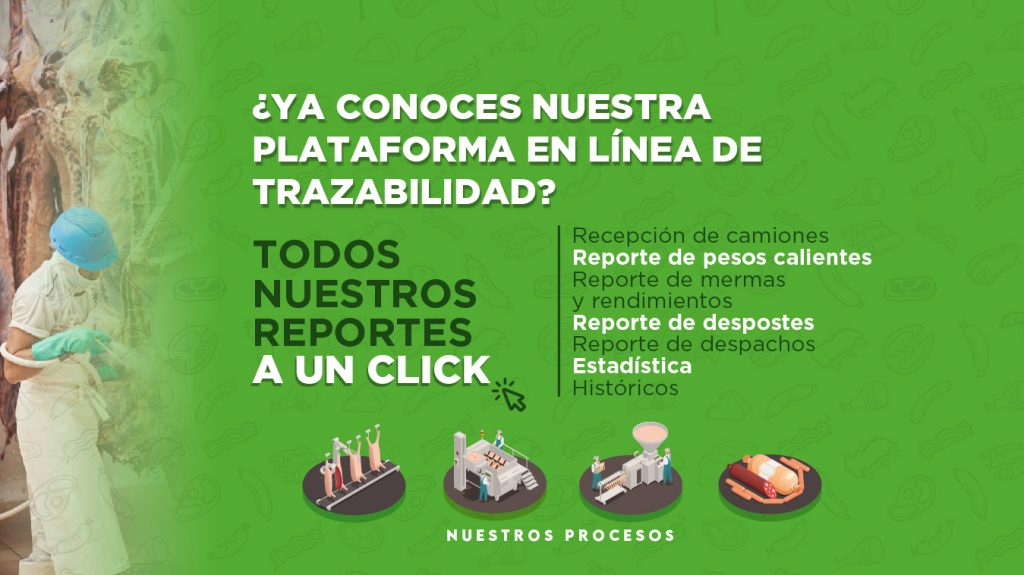 ¿YA CONOCES NUESTRA
PLATAFORMA EN LÍNEA DE
TRAZABILIDAD?
TODOS
NUESTROS
REPORTES
A UN CLICK
Recepción de camiones
Reporte de pesos calientes
Reporte de mermas
y rendimientos
Reporte de despostes
Reporte de despachos
Estadística
Históricos
NUESTROS PROCESOS